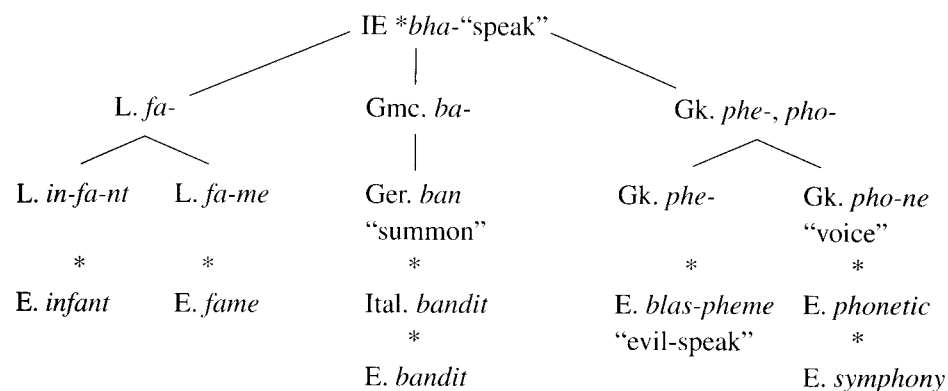 IE *bha- “speak”
L. fa- Gmc. ba- Gk. phe-, pho-
L. in-fa-nt L. fa-me Ger. ban Gk. phe- Gk. pho-ne
“summon” “voice”
* * * * *
E. infant E. fame Ital. bandit E. blas-pheme E. phonetic
* “evil-speak” *
E. bandit E. symphony